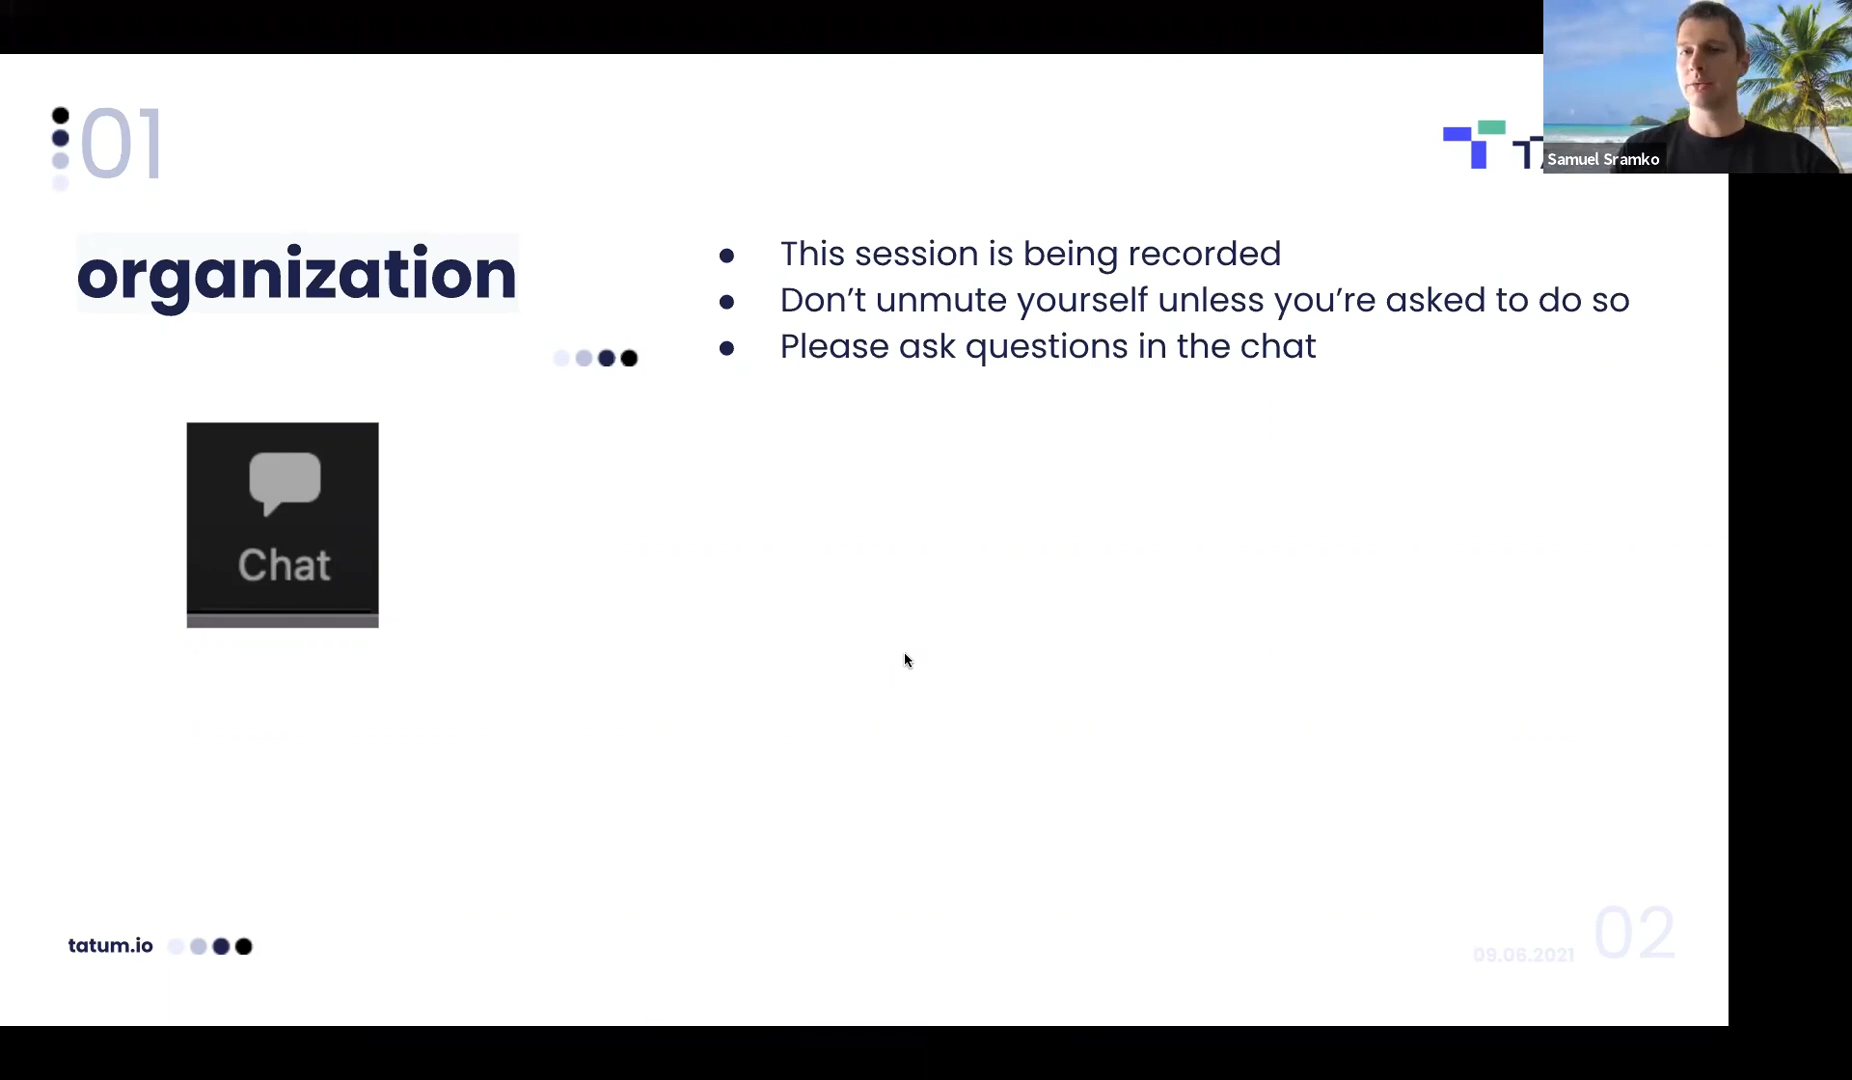 01
Samuel Sramko
organization
● This session is being recorded
● Don’t unmute yourself unless you’re asked to do so
● Please ask questions in the chat
Chat
tatum.io
09.06.2021
02